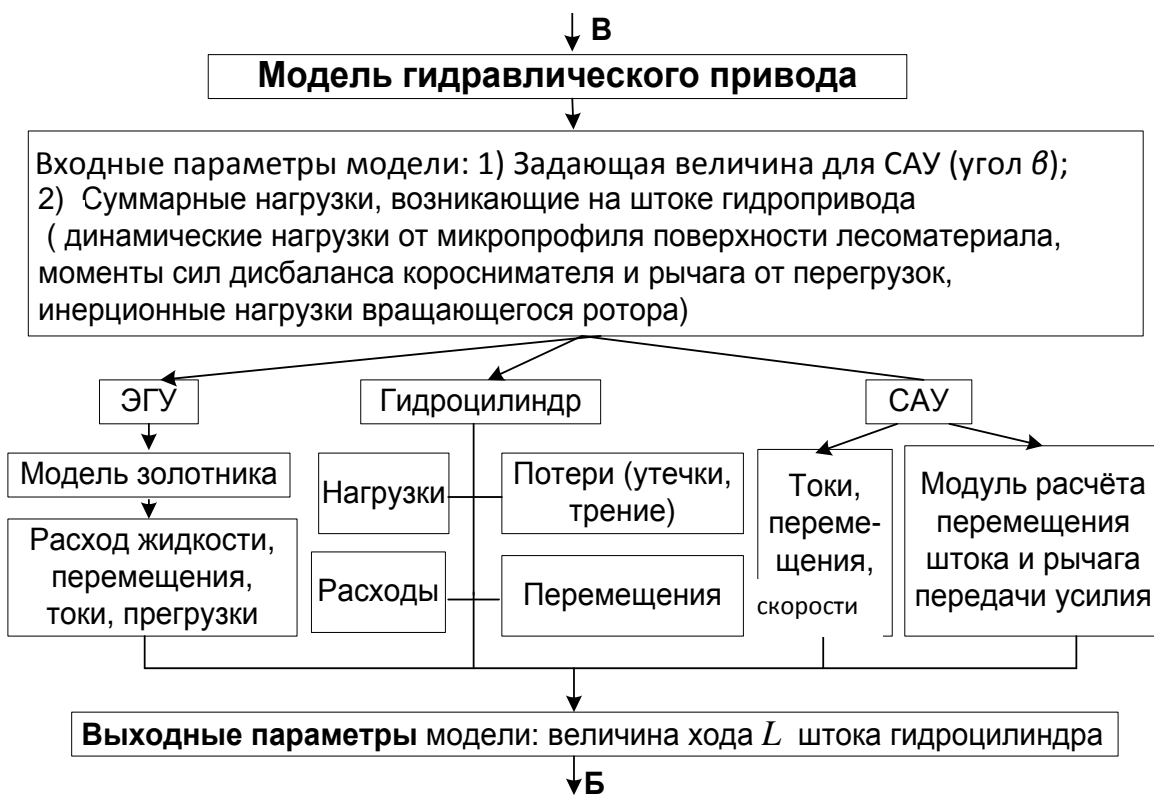 В
Модель гидравлического привода
Входные параметры модели: 1) Задающая величина для САУ (угол в);
2) Суммарные нагрузки, возникающие на штоке гидропривода
( динамические нагрузки от микропрофиля поверхности лесоматериала,
моменты сил дисбаланса короснимателя и рычага от перегрузок,
инерционные нагрузки вращающегося ротора)
ЭГУ
Гидроцилиндр
САУ
Модель золотника
Расход жидкости,
перемещения,
токи, прегрузки
Нагрузки
Потери (утечки,
трение)
Расходы
Перемещения
Токи,
переме-
щения,
скорости
Модуль расчёта
перемещения
штока и рычага
передачи усилия
Выходные параметры модели: величина хода L штока гидроцилиндра
Б